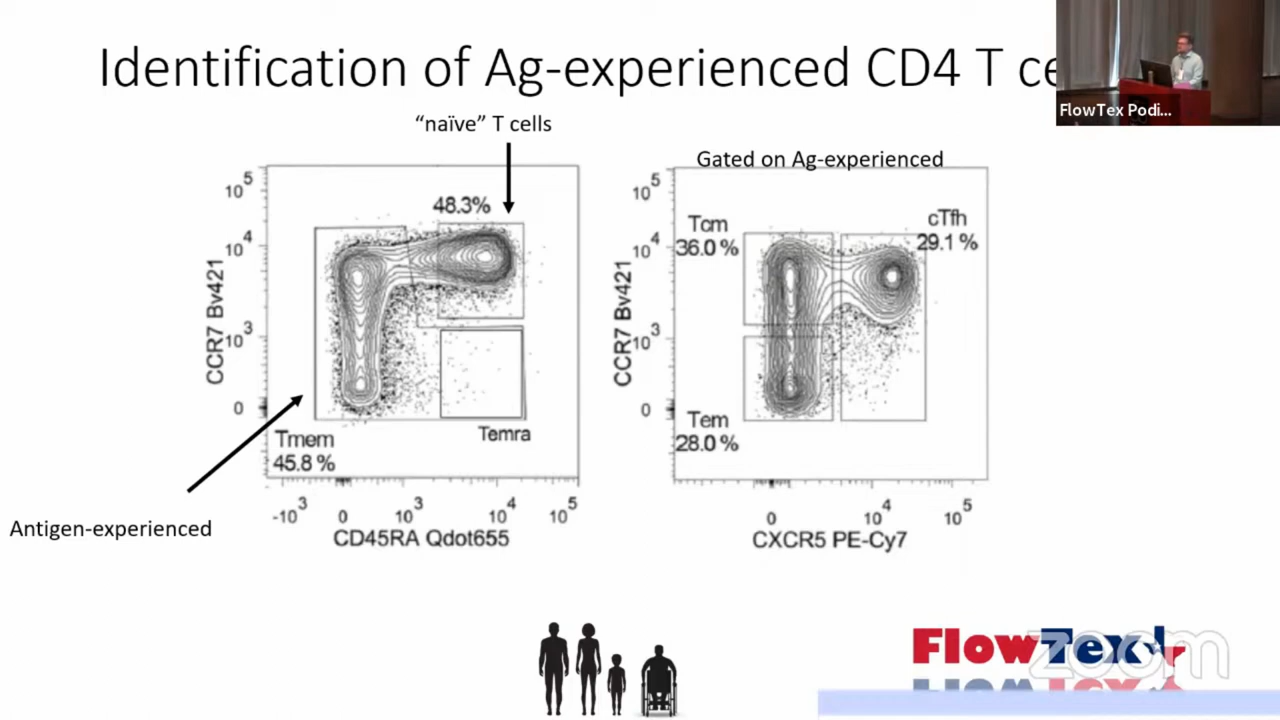 Identification of Ag-experienced CD4 T ce
FlowTex Podi...
“naïve” T cells
Gated on Ag-experienced
10^5
10^4
10^3
0
CCR7 Bv421
48.3%
Tmem
45.8 %
Temra
-10^3
0
10^3
10^4
10^5
CD45RA Qdot655
Antigen-experienced
10^5
10^4
10^3
0
CCR7 Bv421
Tcm
36.0 %
cTfh
29.1 %
Tem
28.0 %
0
10^4
10^5
CXCR5 PE-Cy7
FlowTex
zoom